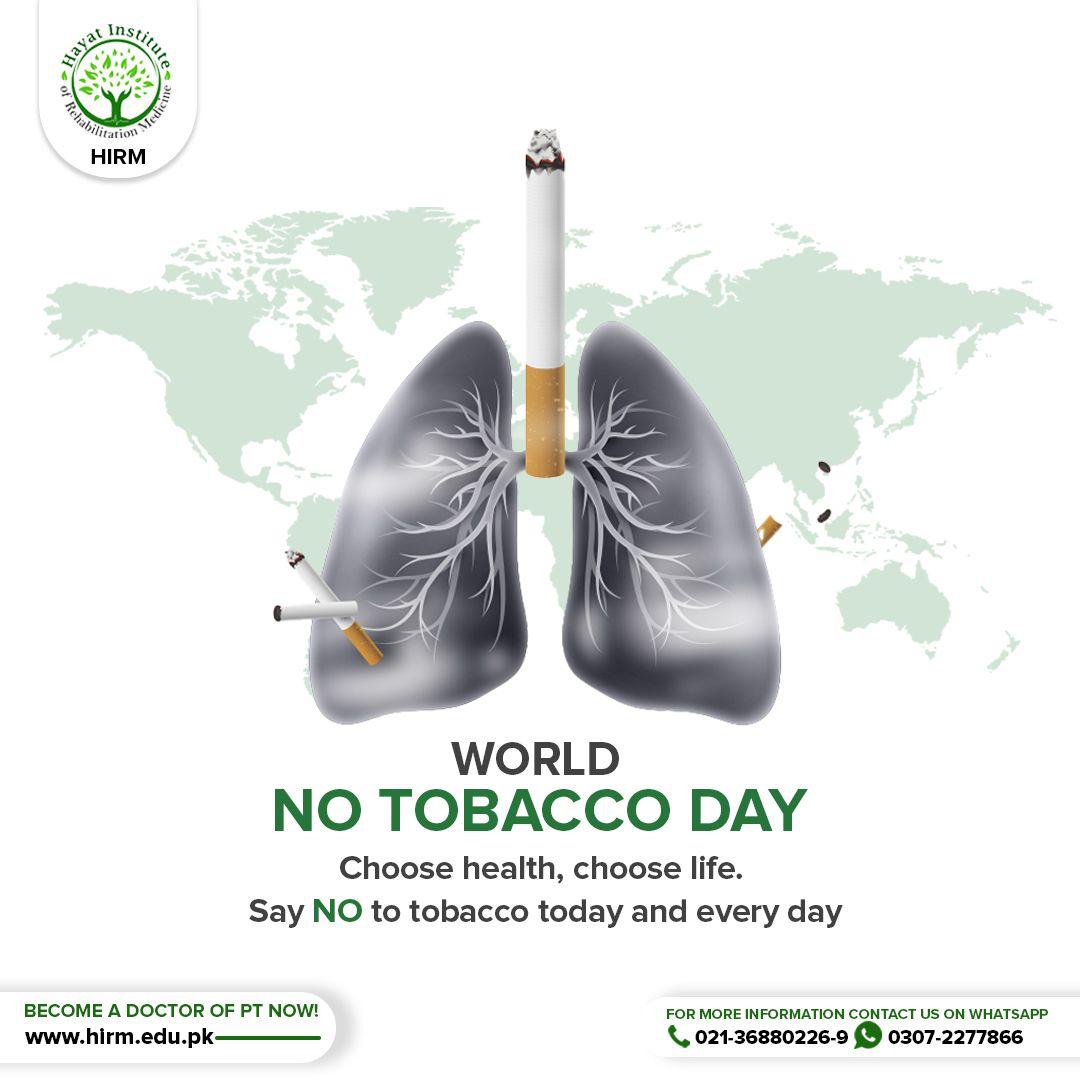 Hayat Institute
of Rehabilitation Medicine
HIRM
WORLD
NO TOBACCO DAY
Choose health, choose life.
Say NO to tobacco today and every day
BECOME A DOCTOR OF PT NOW!
www.hirm.edu.pk
FOR MORE INFORMATION CONTACT US ON WHATSAPP
021-36880226-9 0307-2277866